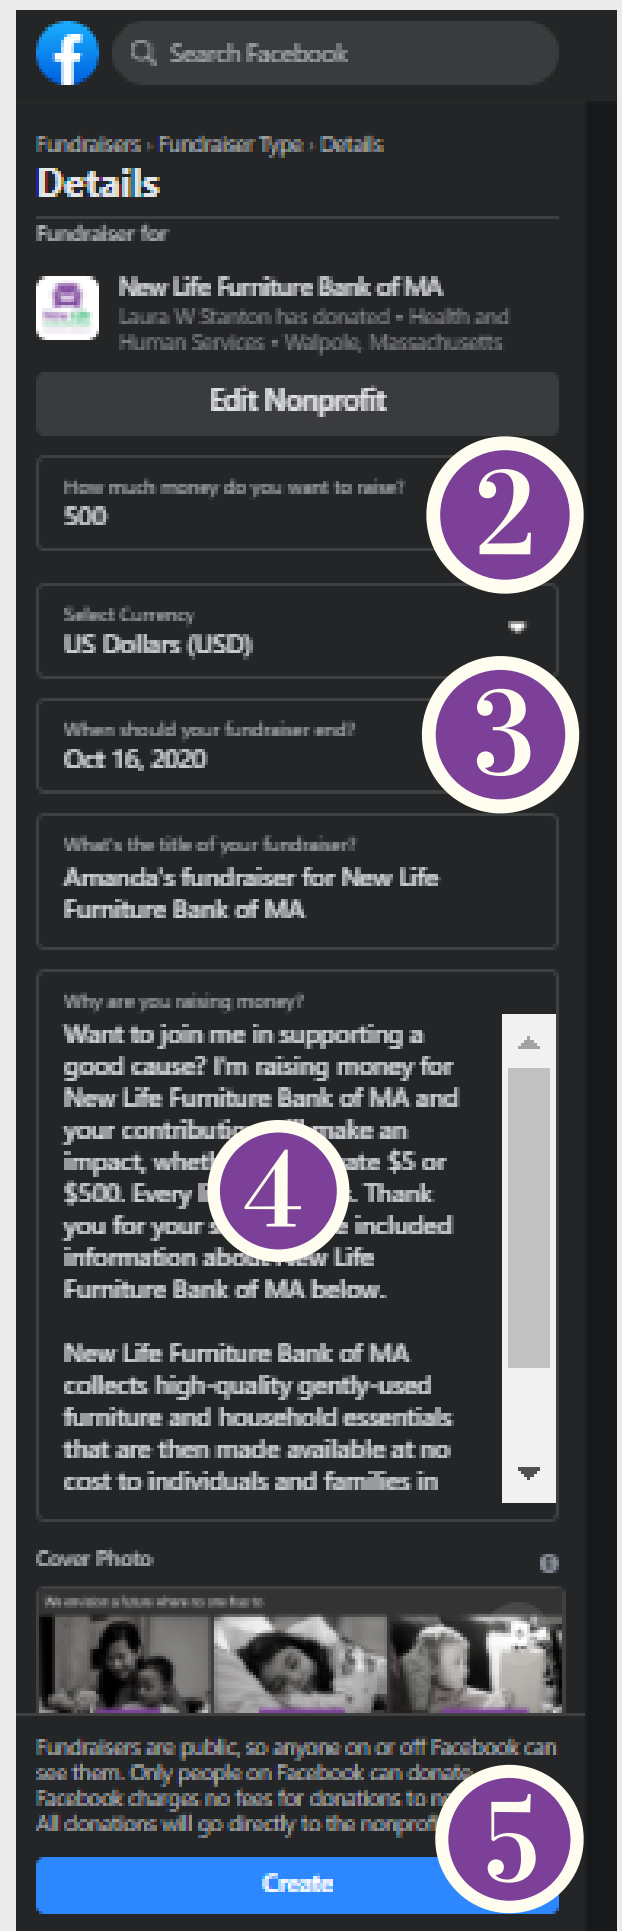 Search Facebook
Fundraisers › Fundraiser Type › Details
Details
Fundraiser for
New Life Furniture Bank of MA
Laura W Stanton has donated • Health and
Human Services • Walpole, Massachusetts
Edit Nonprofit
How much money do you want to raise?
500
2
Select Currency
US Dollars (USD)
When should your fundraiser end?
Oct 16, 2020
3
What's the title of your fundraiser?
Amanda's fundraiser for New Life
Furniture Bank of MA
Why are you raising money?
Want to join me in supporting a
good cause? I'm raising money for
New Life Furniture Bank of MA and
your make an
impact, $5 or
$500. Every Thank
you for your included
information Life
Furniture Bank of MA below.
4
New Life Furniture Bank of MA
collects high-quality gently-used
furniture and household essentials
that are then made available at no
cost to individuals and families in
Cover Photo
We envision a future where no one has to
Fundraisers are public, so anyone on or off Facebook can
see them. Only people on Facebook can donate.
Facebook charges no fees for donations to
All donations will go directly to the
5
Create